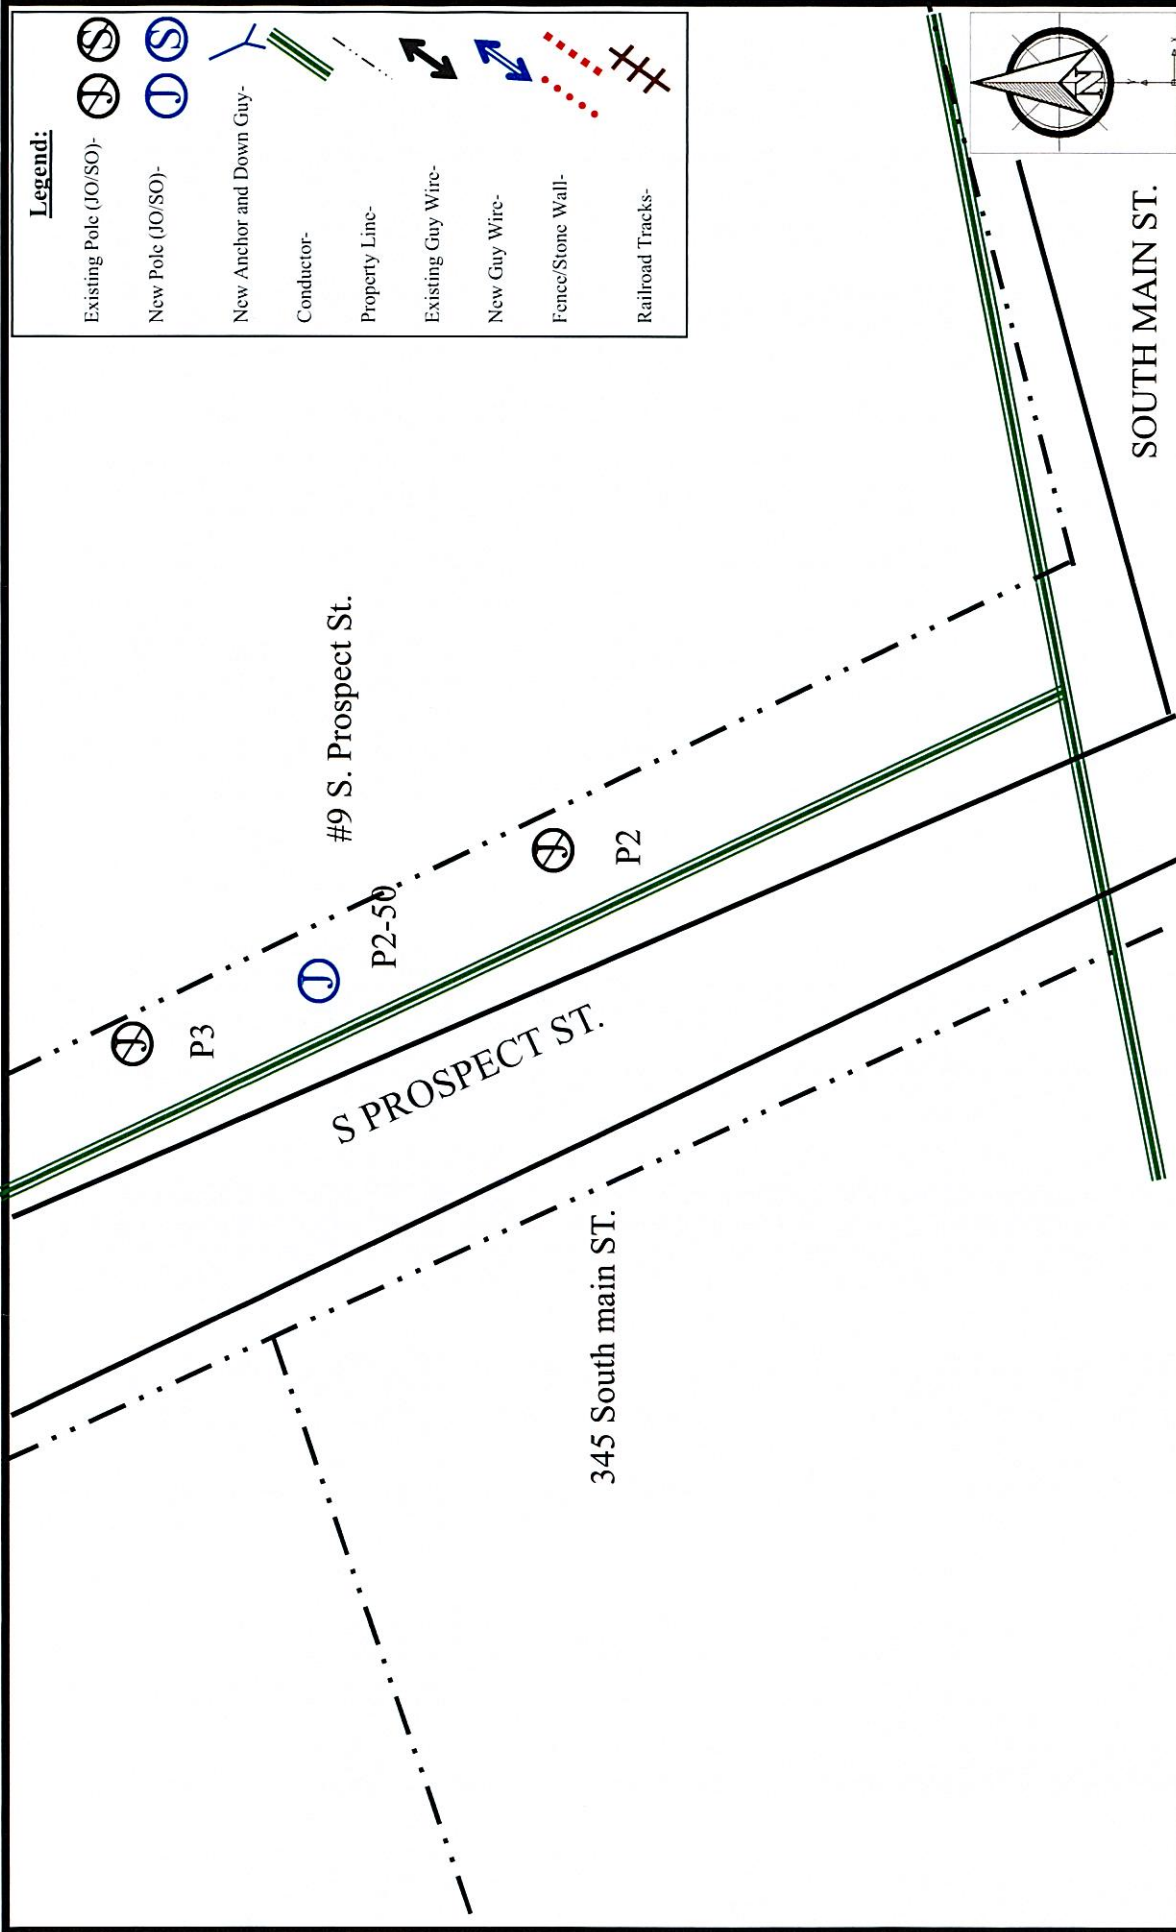 Legend:
Existing Pole (JO/SO)-
J S
New Pole (JO/SO)-
J S
New Anchor and Down Guy-
Conductor-
Property Line-
Existing Guy Wire-
New Guy Wire-
Fence/Stone Wall-
Railroad Tracks-
N
#9 S. Prospect St.
J
P3
J
P2-50
J
P2
S PROSPECT ST.
345 South main ST.
SOUTH MAIN ST.